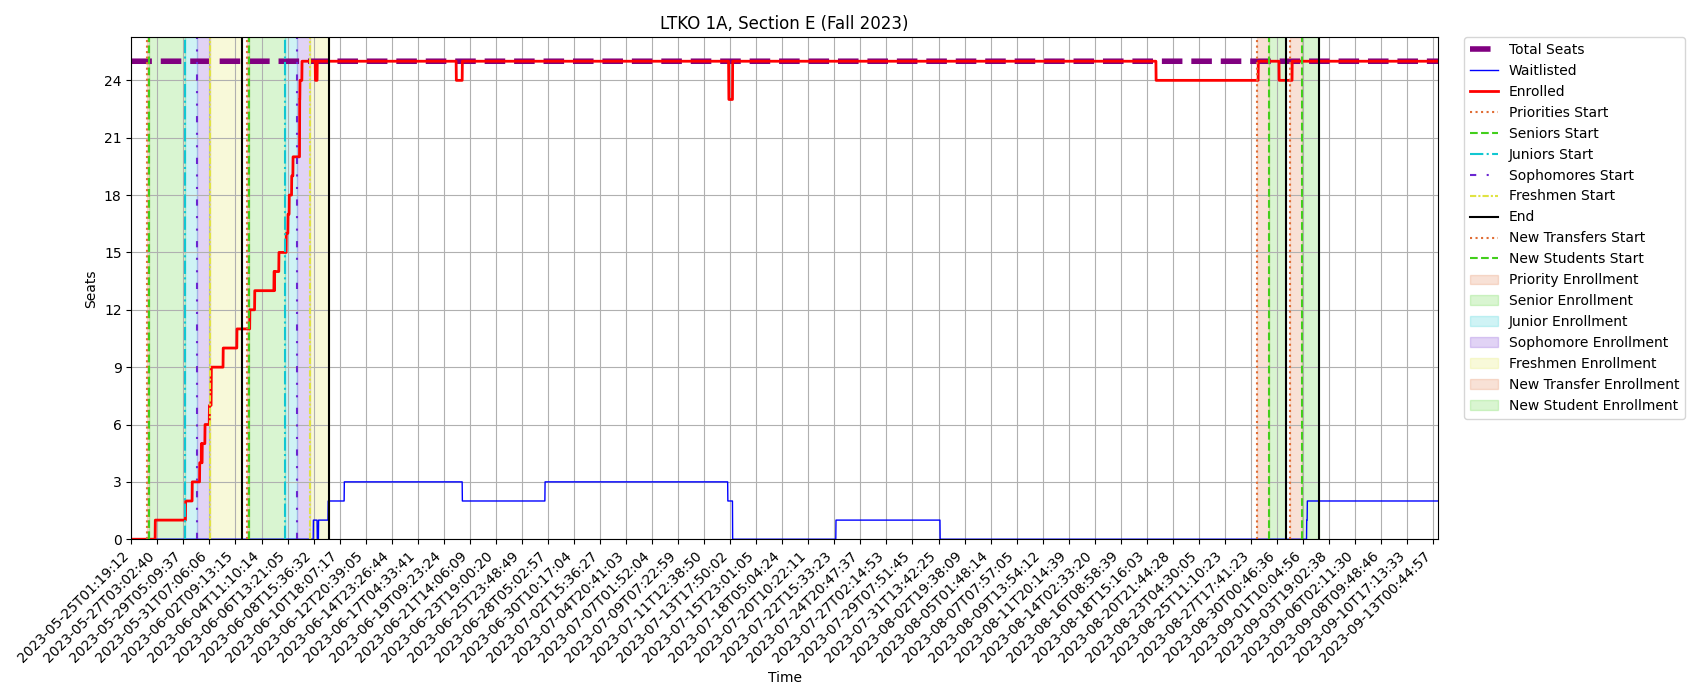 LTKO 1A, Section E (Fall 2023)
Seats
24
21
18
15
12
9
6
3
0
2023-05-25T01:19:12
2023-05-27T03:02:40
2023-05-29T05:09:37
2023-05-31T07:06:06
2023-06-02T09:13:15
2023-06-04T11:10:14
2023-06-06T13:21:05
2023-06-08T15:36:32
2023-06-10T18:07:17
2023-06-12T20:39:05
2023-06-14T23:26:44
2023-06-17T04:33:41
2023-06-19T09:23:24
2023-06-21T14:06:09
2023-06-23T19:00:20
2023-06-25T23:48:49
2023-06-28T05:02:57
2023-06-30T10:17:04
2023-07-02T15:36:27
2023-07-04T20:41:03
2023-07-07T01:52:04
2023-07-09T07:22:59
2023-07-11T12:38:50
2023-07-13T17:50:02
2023-07-15T23:01:05
2023-07-18T05:04:24
2023-07-20T10:22:11
2023-07-22T15:33:23
2023-07-24T20:47:37
2023-07-27T02:14:53
2023-07-29T07:51:45
2023-07-31T13:42:25
2023-08-02T19:38:09
2023-08-05T01:48:14
2023-08-07T07:57:05
2023-08-09T13:54:12
2023-08-11T20:14:39
2023-08-14T02:33:20
2023-08-16T08:58:39
2023-08-18T15:16:03
2023-08-20T21:44:28
2023-08-23T04:30:05
2023-08-25T11:10:23
2023-08-27T17:41:23
2023-08-30T00:46:36
2023-09-01T10:04:56
2023-09-03T19:02:38
2023-09-06T02:11:30
2023-09-08T09:48:46
2023-09-10T17:13:33
2023-09-13T00:44:57
Time
Total Seats
Waitlisted
Enrolled
Priorities Start
Seniors Start
Juniors Start
Sophomores Start
Freshmen Start
End
New Transfers Start
New Students Start
Priority Enrollment
Senior Enrollment
Junior Enrollment
Sophomore Enrollment
Freshmen Enrollment
New Transfer Enrollment
New Student Enrollment